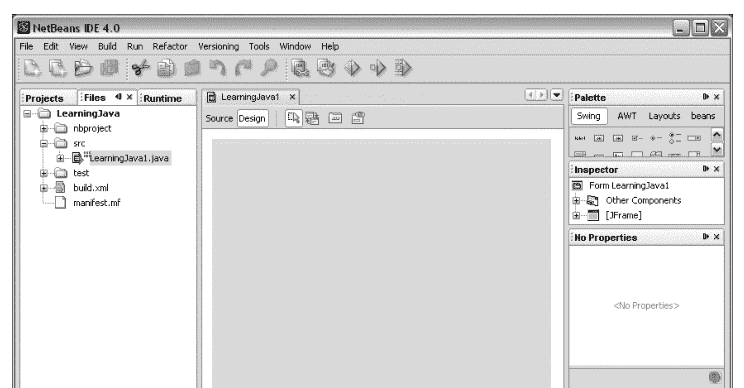 NetBeans IDE 4.0
File Edit View Build Run Refactor Versioning Tools Window Help
Projects Files Runtime
LearningJava
nbproject
src
LearningJava1.java
test
build.xml
manifest.mf
LearningJava1
Source Design
Palette
Swing AWT Layouts beans
Inspector
Form LearningJava1
Other Components
[JFrame]
No Properties
<No Properties>